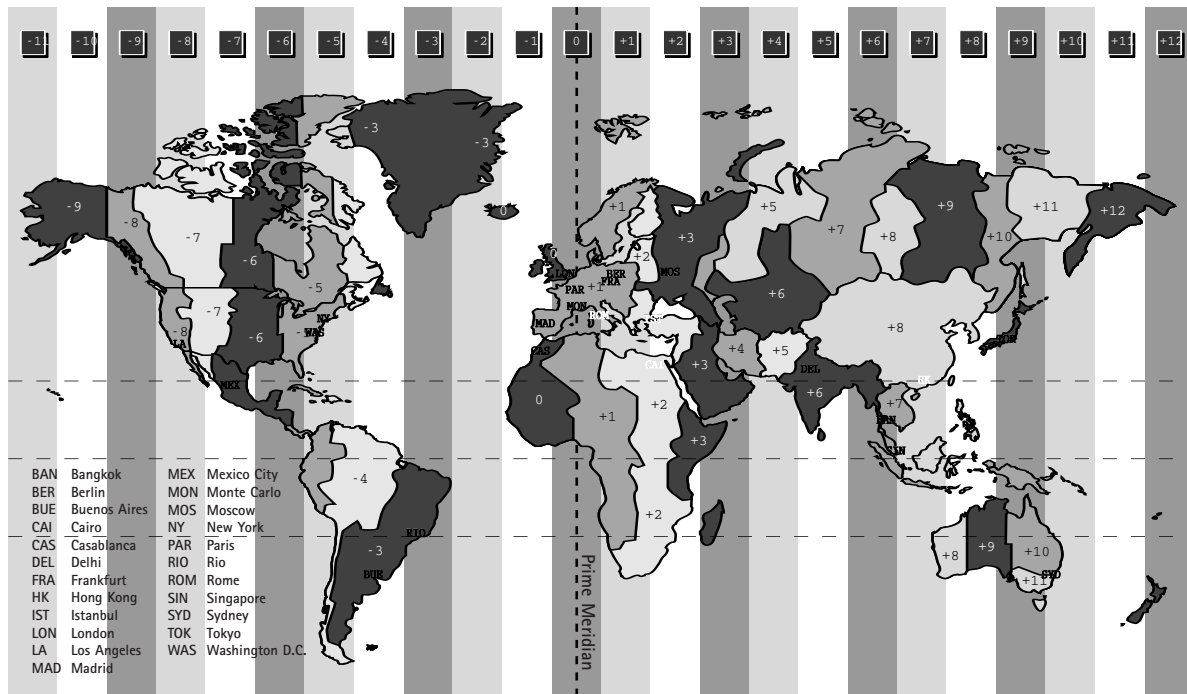 -11 -10 -9 -8 -7 -6 -5 -4 -3 -2 -1 0 +1 +2 +3 +4 +5 +6 +7 +8 +9 +10 +11 +12
-3
-3
-9
-8
-7
-6
-5
0
0
+1
+2
+3
+5
+7
+8
+9
+10
+11
+12
LON
BER
FRA
MOS
PAR
+1
MON
MAD
ROM
IST
CAS
CAI
-8
-7
-6
NY
WAS
LA
MEX
+6
+8
+3
+4
+5
DEL
+6
HK
TOK
0
+1
+2
+3
+7
BAN
SIN
-4
+2
RIO
-3
BUE
+8
+9
+10
+11
SYD
Prime Meridian
BAN Bangkok
BER Berlin
BUE Buenos Aires
CAI Cairo
CAS Casablanca
DEL Delhi
FRA Frankfurt
HK Hong Kong
IST Istanbul
LON London
LA Los Angeles
MAD Madrid
MEX Mexico City
MON Monte Carlo
MOS Moscow
NY New York
PAR Paris
RIO Rio
ROM Rome
SIN Singapore
SYD Sydney
TOK Tokyo
WAS Washington D.C.